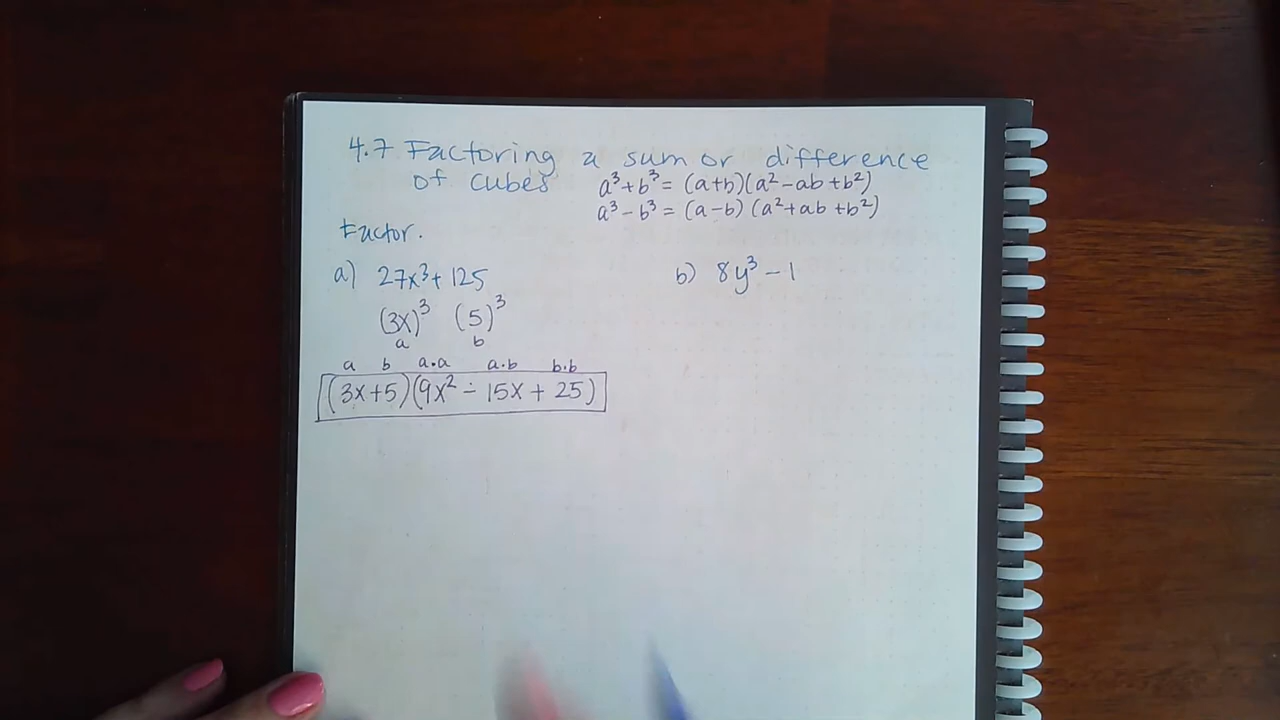 4.7 Factoring a sum or difference
of cubes
a³+b³ = (a+b)(a²-ab+b²)
a³-b³ = (a-b)(a²+ab+b²)
Factor.
a) 27x³+125
(3x)³ (5)³
a b
a b a·a a·b b·b
(3x+5)(9x² - 15x + 25)
b) 8y³-1